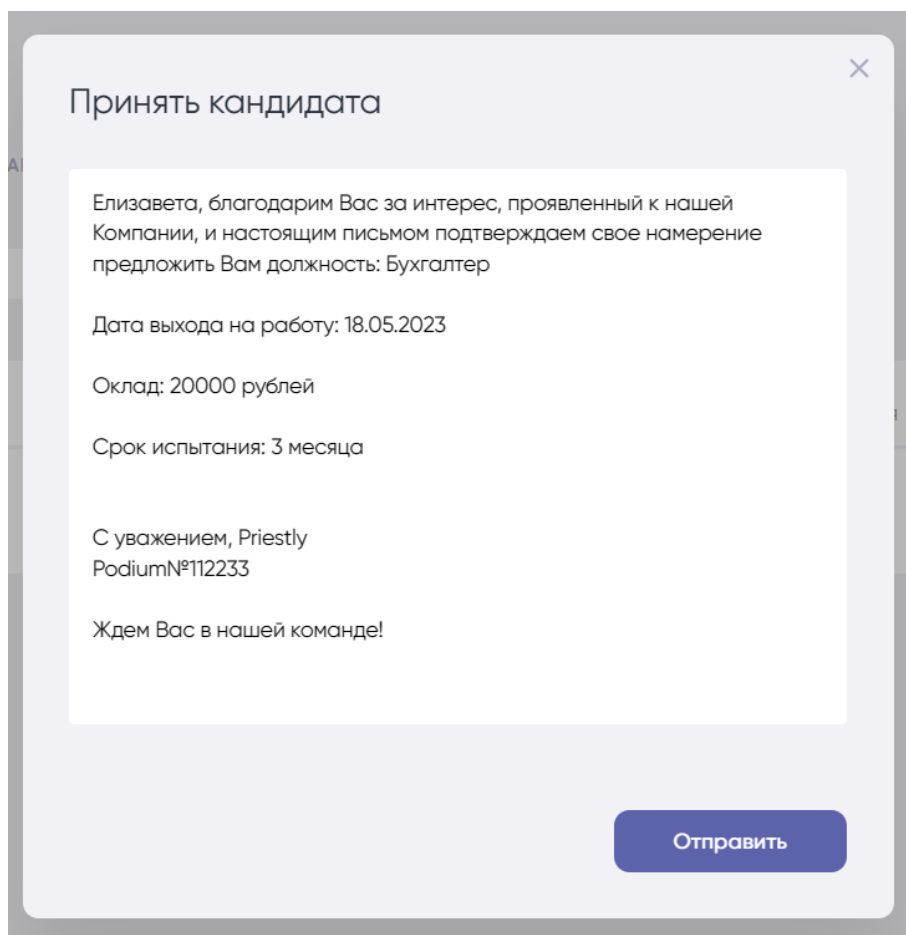 Принять кандидата
Елизавета, благодарим Вас за интерес, проявленный к нашей
Компании, и настоящим письмом подтверждаем свое намерение
предложить Вам должность: Бухгалтер
Дата выхода на работу: 18.05.2023
Оклад: 20000 рублей
Срок испытания: 3 месяца
С уважением, Priestly
Podium№112233
Ждем Вас в нашей команде!
Отправить